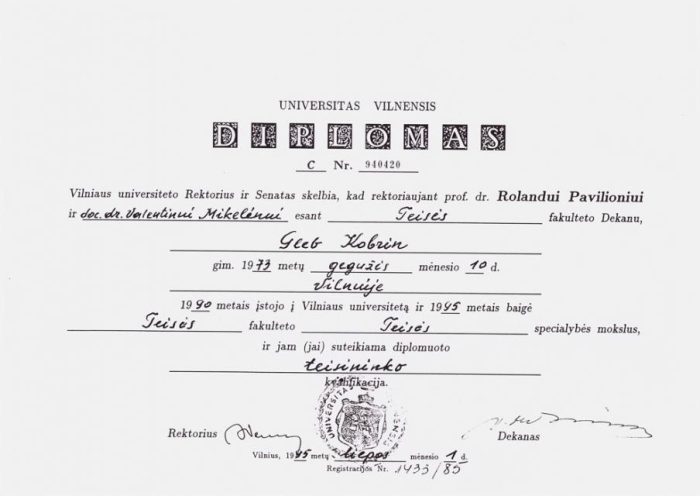 UNIVERSITAS VILNENSIS
DIPLOMAS
C Nr. 940420
Vilniaus universiteto Rektorius ir Senatas skelbia, kad rektoriaujant prof. dr. Rolandui Pavilioniui
ir doc. dr. Valentinui Mikelėnui esant Teisės fakulteto Dekanu,
Gleb Kobrin
gim. 1973 metų gegužės mėnesio 10 d.
Vilniuje
1990 metais įstojo į Vilniaus universitetą ir 1995 metais baigė
Teisės fakulteto Teisės specialybės mokslus,
ir jam (jai) suteikiama diplomuoto
teisininko
kvalifikacija.
Rektorius Dekanas
Vilnius, 1995 metų liepos mėnesio 1 d.
Registracijos Nr. 1433/85